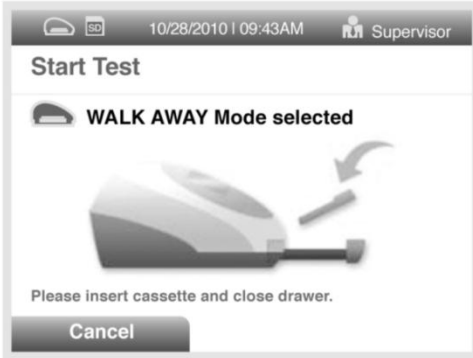 SD 10/28/2010 | 09:43AM Supervisor
Start Test
WALK AWAY Mode selected
Please insert cassette and close drawer.
Cancel